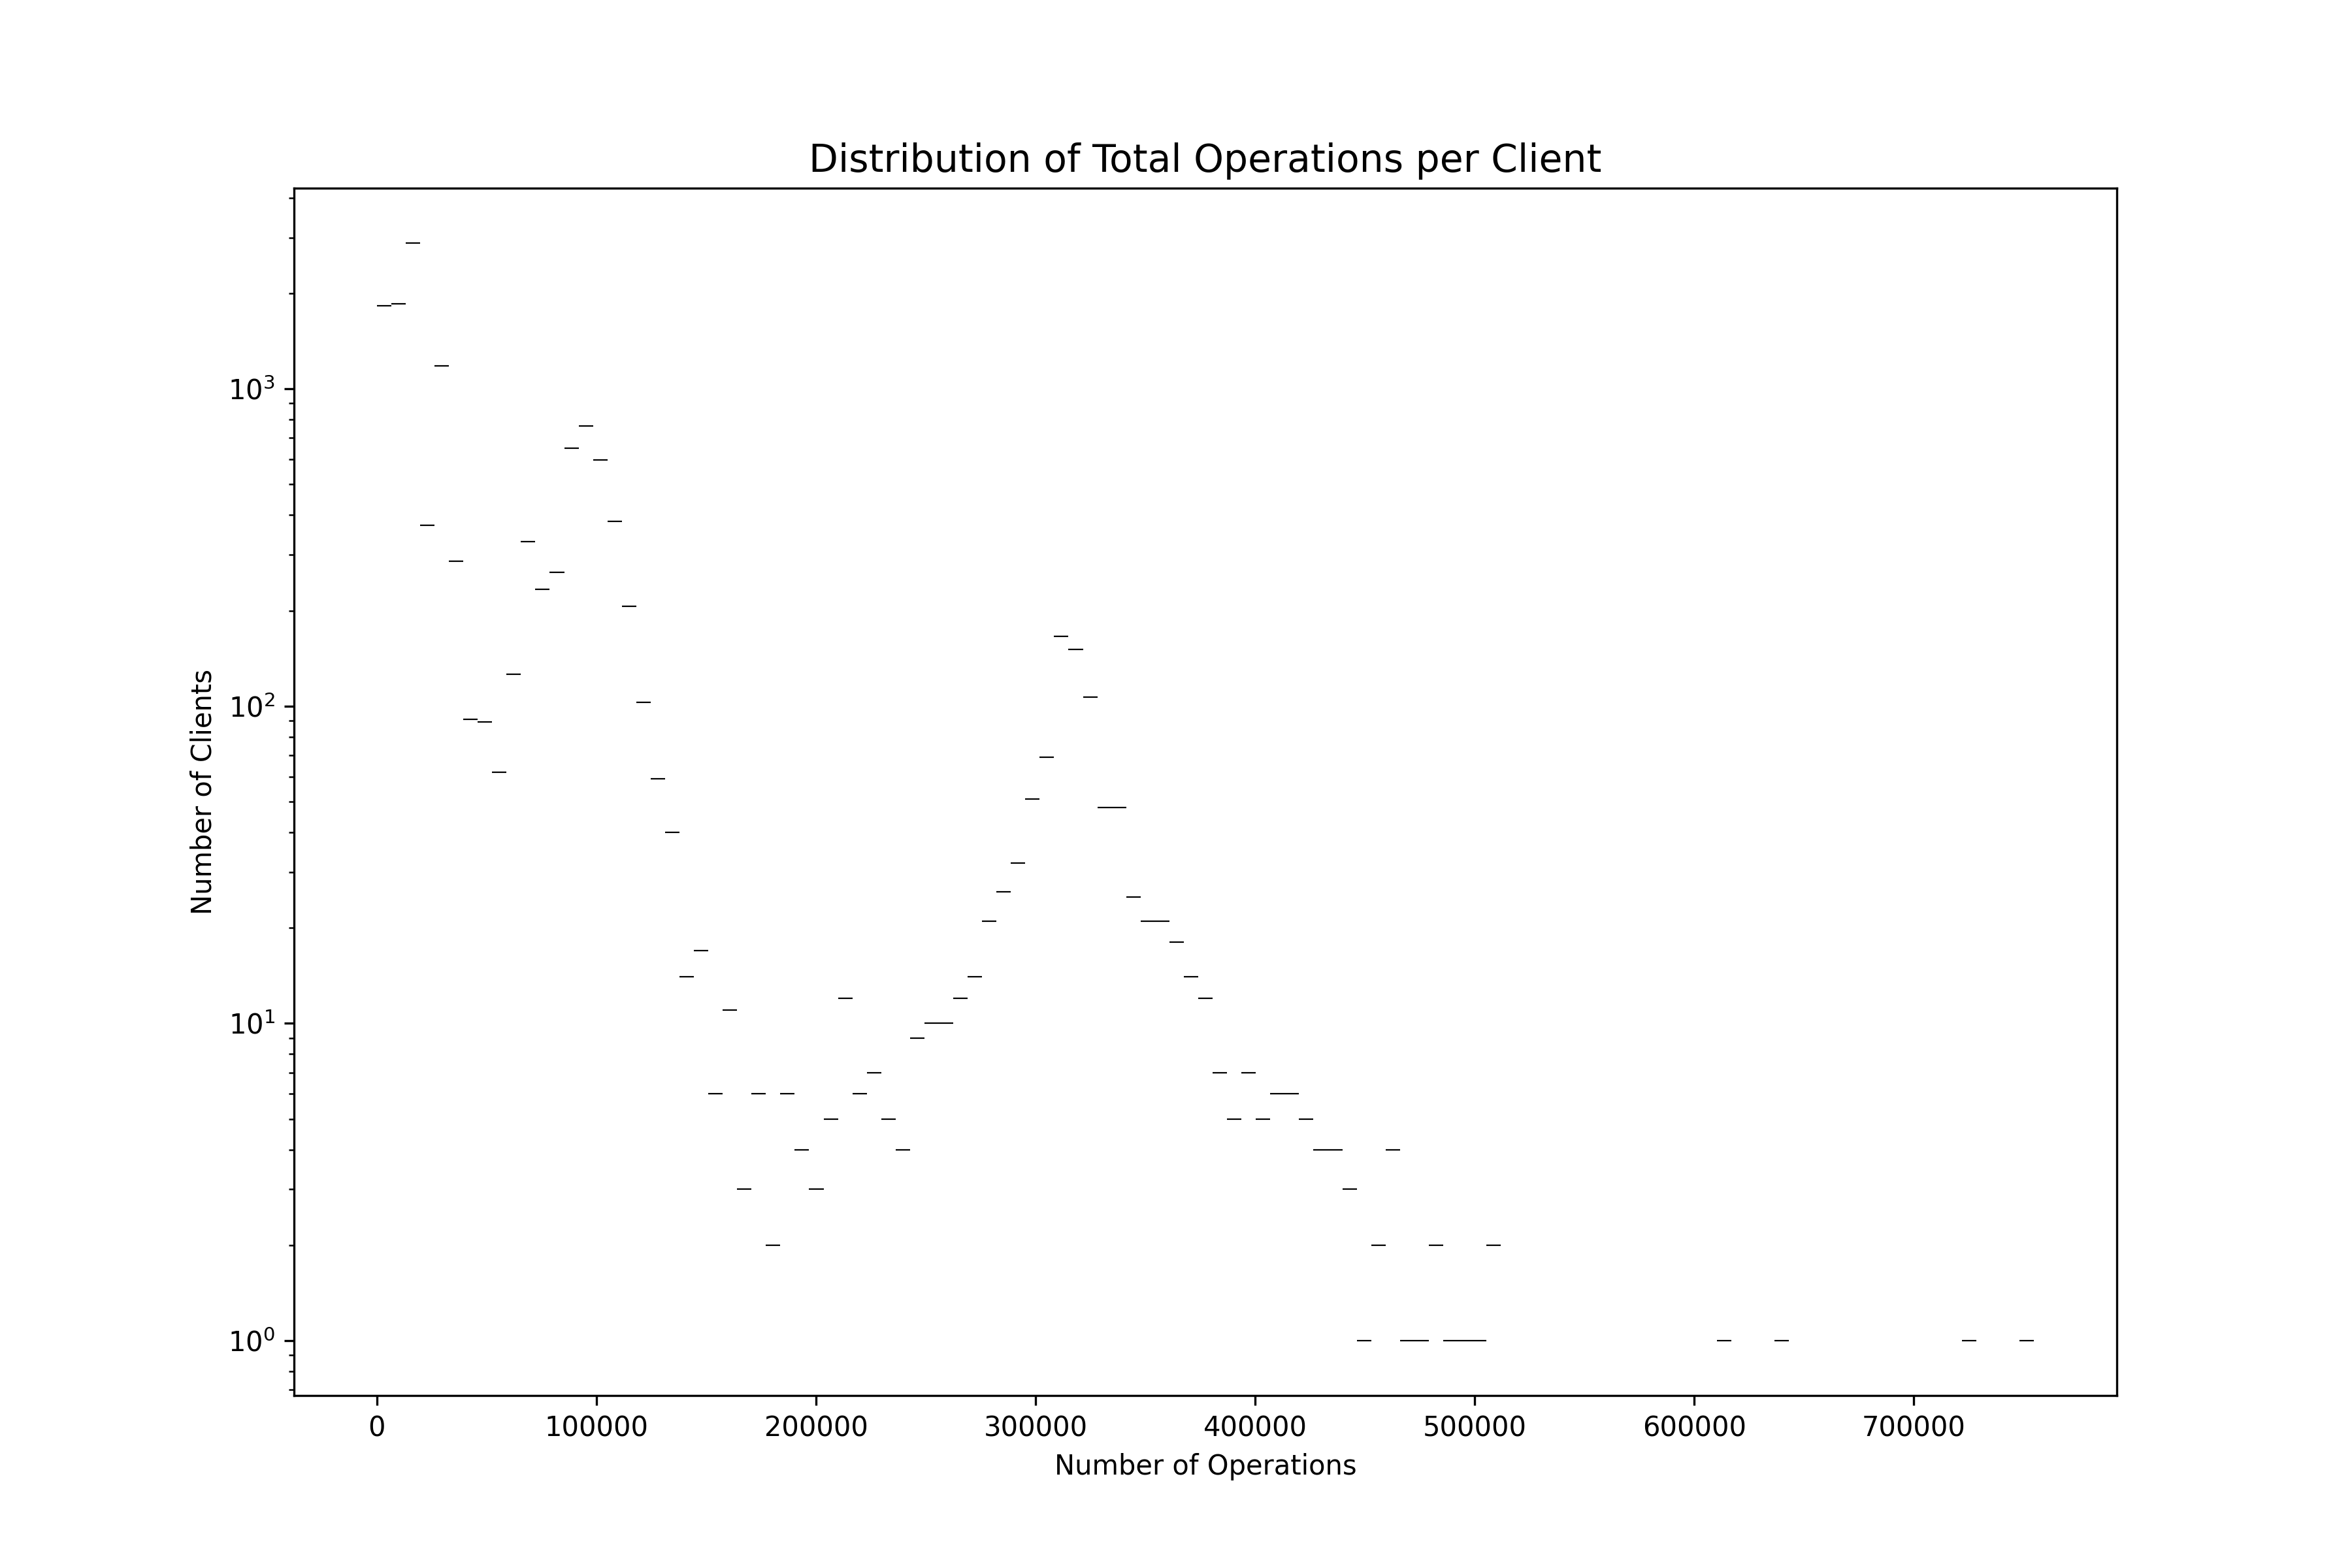 Distribution of Total Operations per Client
Number of Clients
10³
10²
10¹
10⁰
0 100000 200000 300000 400000 500000 600000 700000
Number of Operations